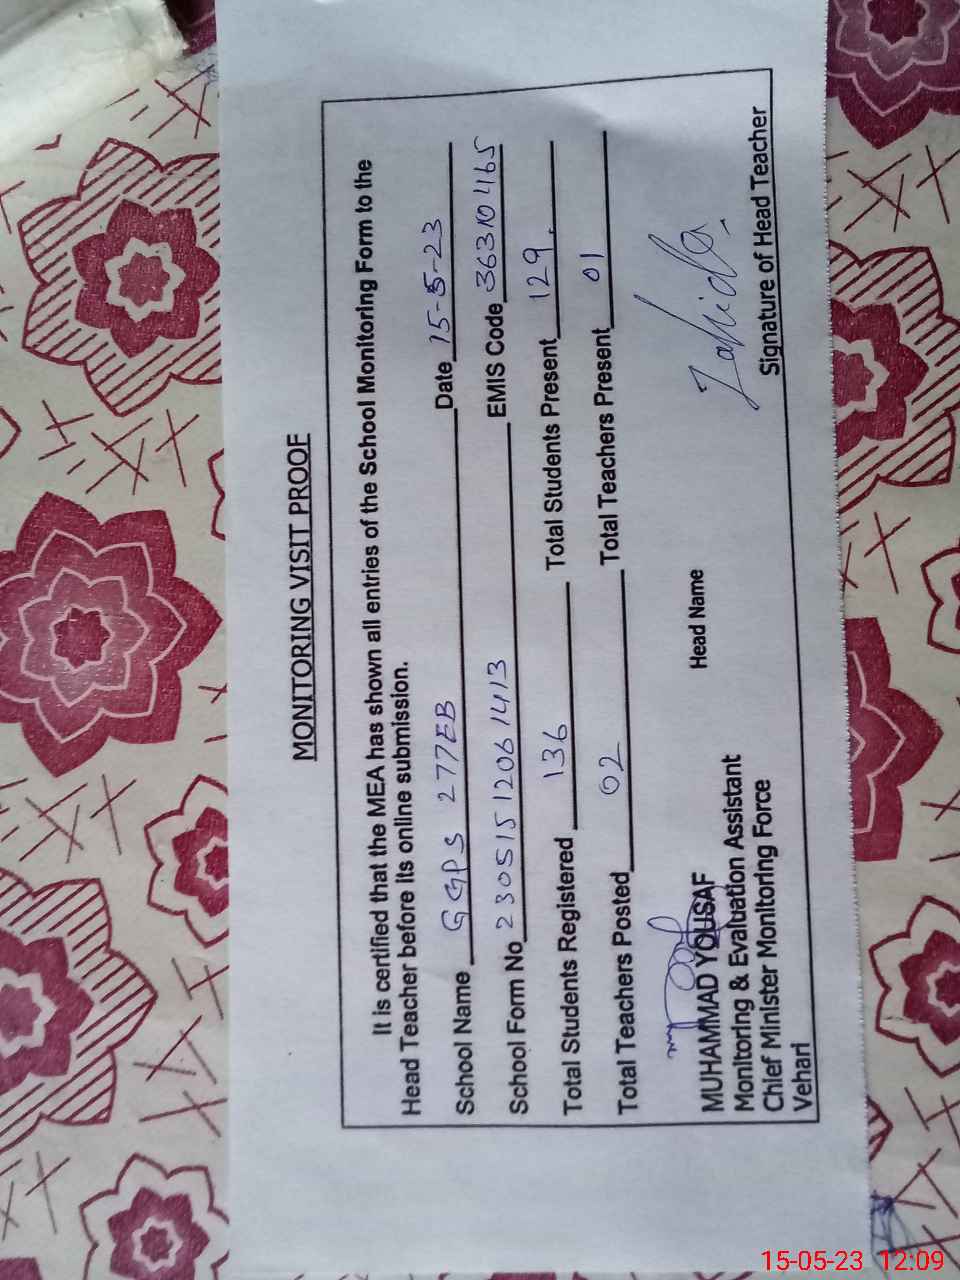 MONITORING VISIT PROOF
It is certified that the MEA has shown all entries of the School Monitoring Form to the
Head Teacher before its online submission.
School Name GGPS 277EB Date 15-5-23
School Form No 23051512061413 EMIS Code 36310465
Total Students Registered 136 Total Students Present 129.
Total Teachers Posted 02 Total Teachers Present 01
Zahida
MUHAMMAD YOUSAF Head Name
Monitoring & Evaluation Assistant Signature of Head Teacher
Chief Minister Monitoring Force
Vehari
15-05-23 12:09